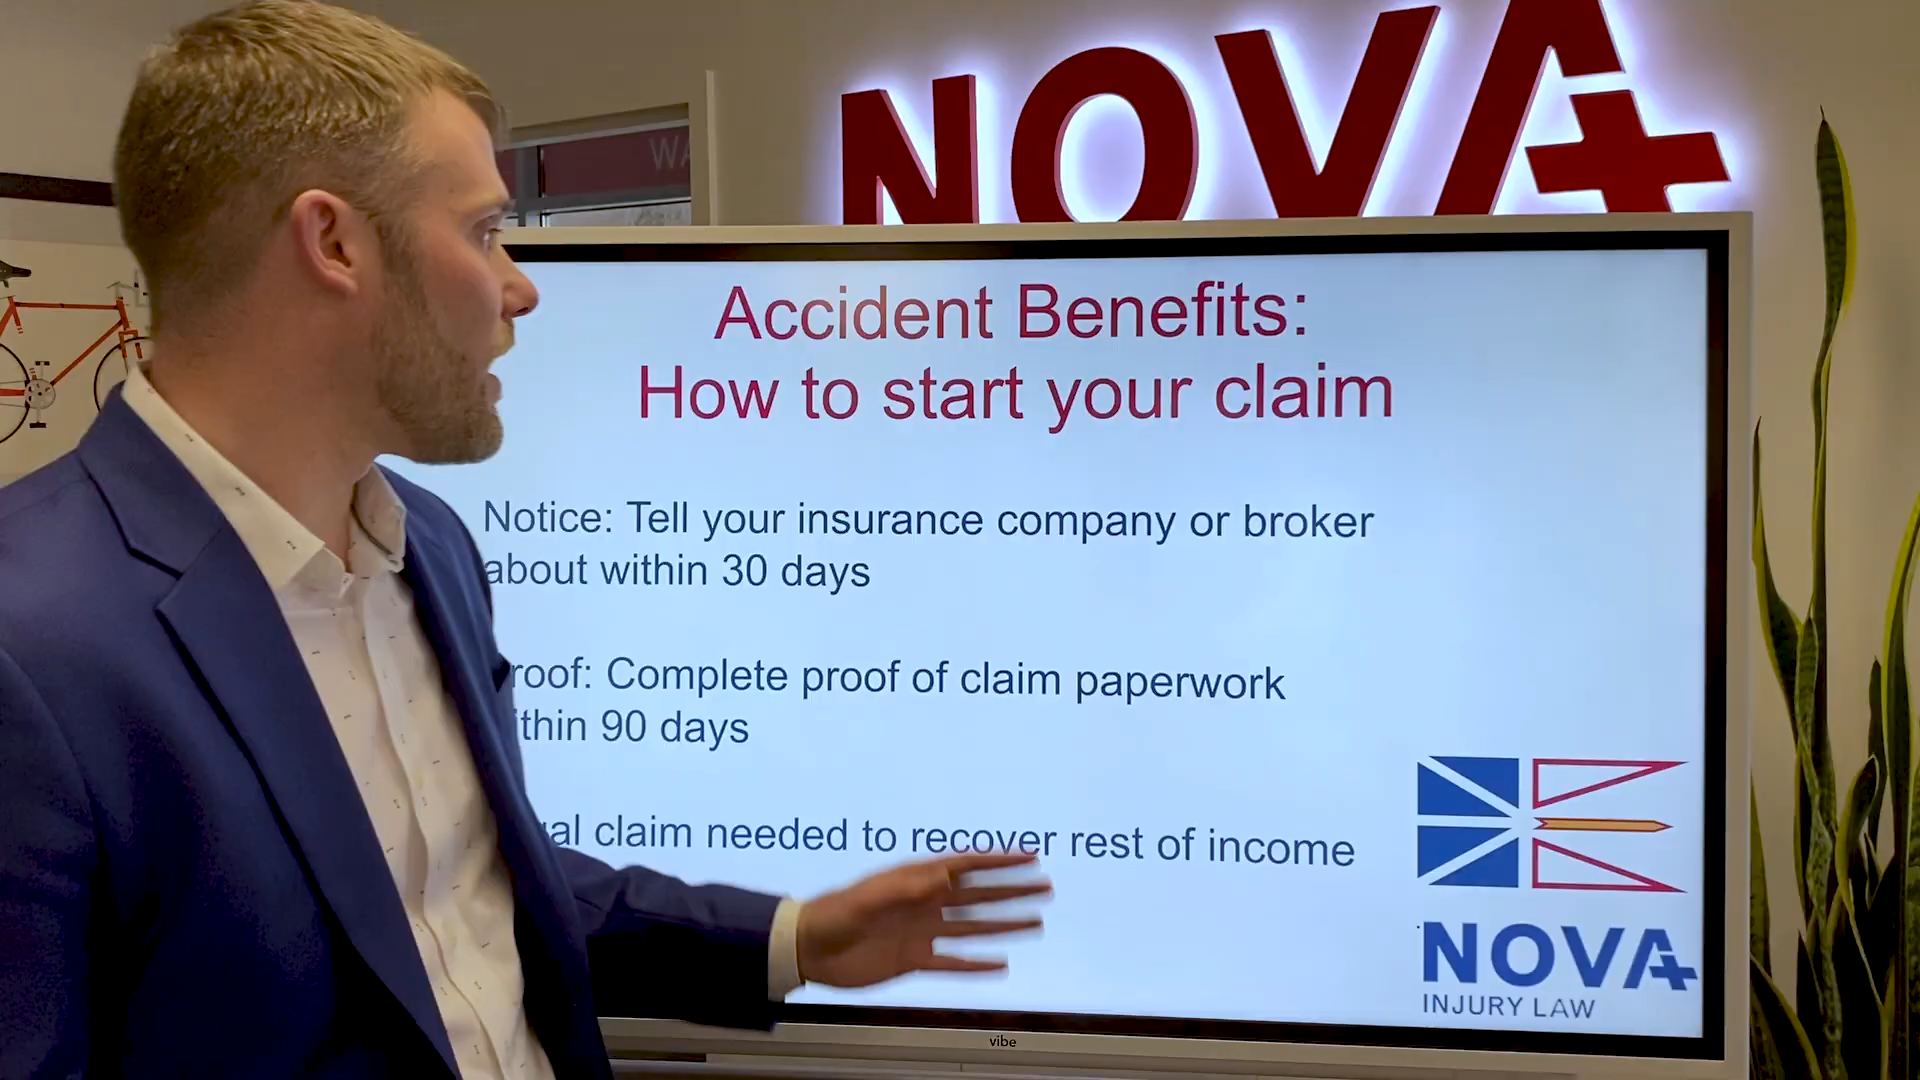 NOVA
Accident Benefits:
How to start your claim
Notice: Tell your insurance company or broker
about within 30 days
roof: Complete proof of claim paperwork
ithin 90 days
al claim needed to recover rest of income
NOVA
INJURY LAW
vibe